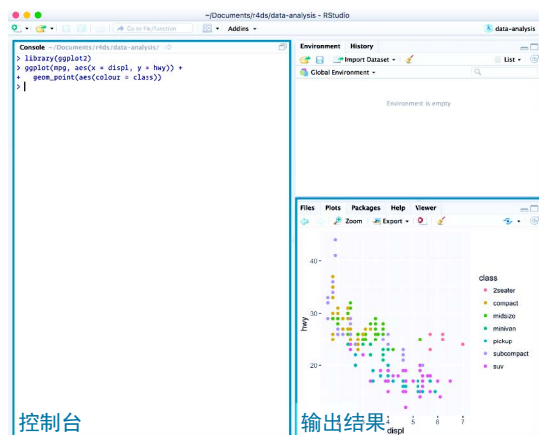 ~/Documents/r4ds/data-analysis - RStudio
Go to file/function
Addins
data-analysis
Console ~/Documents/r4ds/data-analysis/
> library(ggplot2)
> ggplot(mpg, aes(x = displ, y = hwy)) +
+ geom_point(aes(colour = class))
>
控制台
Environment History
Import Dataset
List
Global Environment
Environment is empty
Files Plots Packages Help Viewer
Zoom Export
40
30
20
hwy
4 5 6 7
displ
class
2seater
compact
midsize
minivan
pickup
subcompact
suv
输出结果